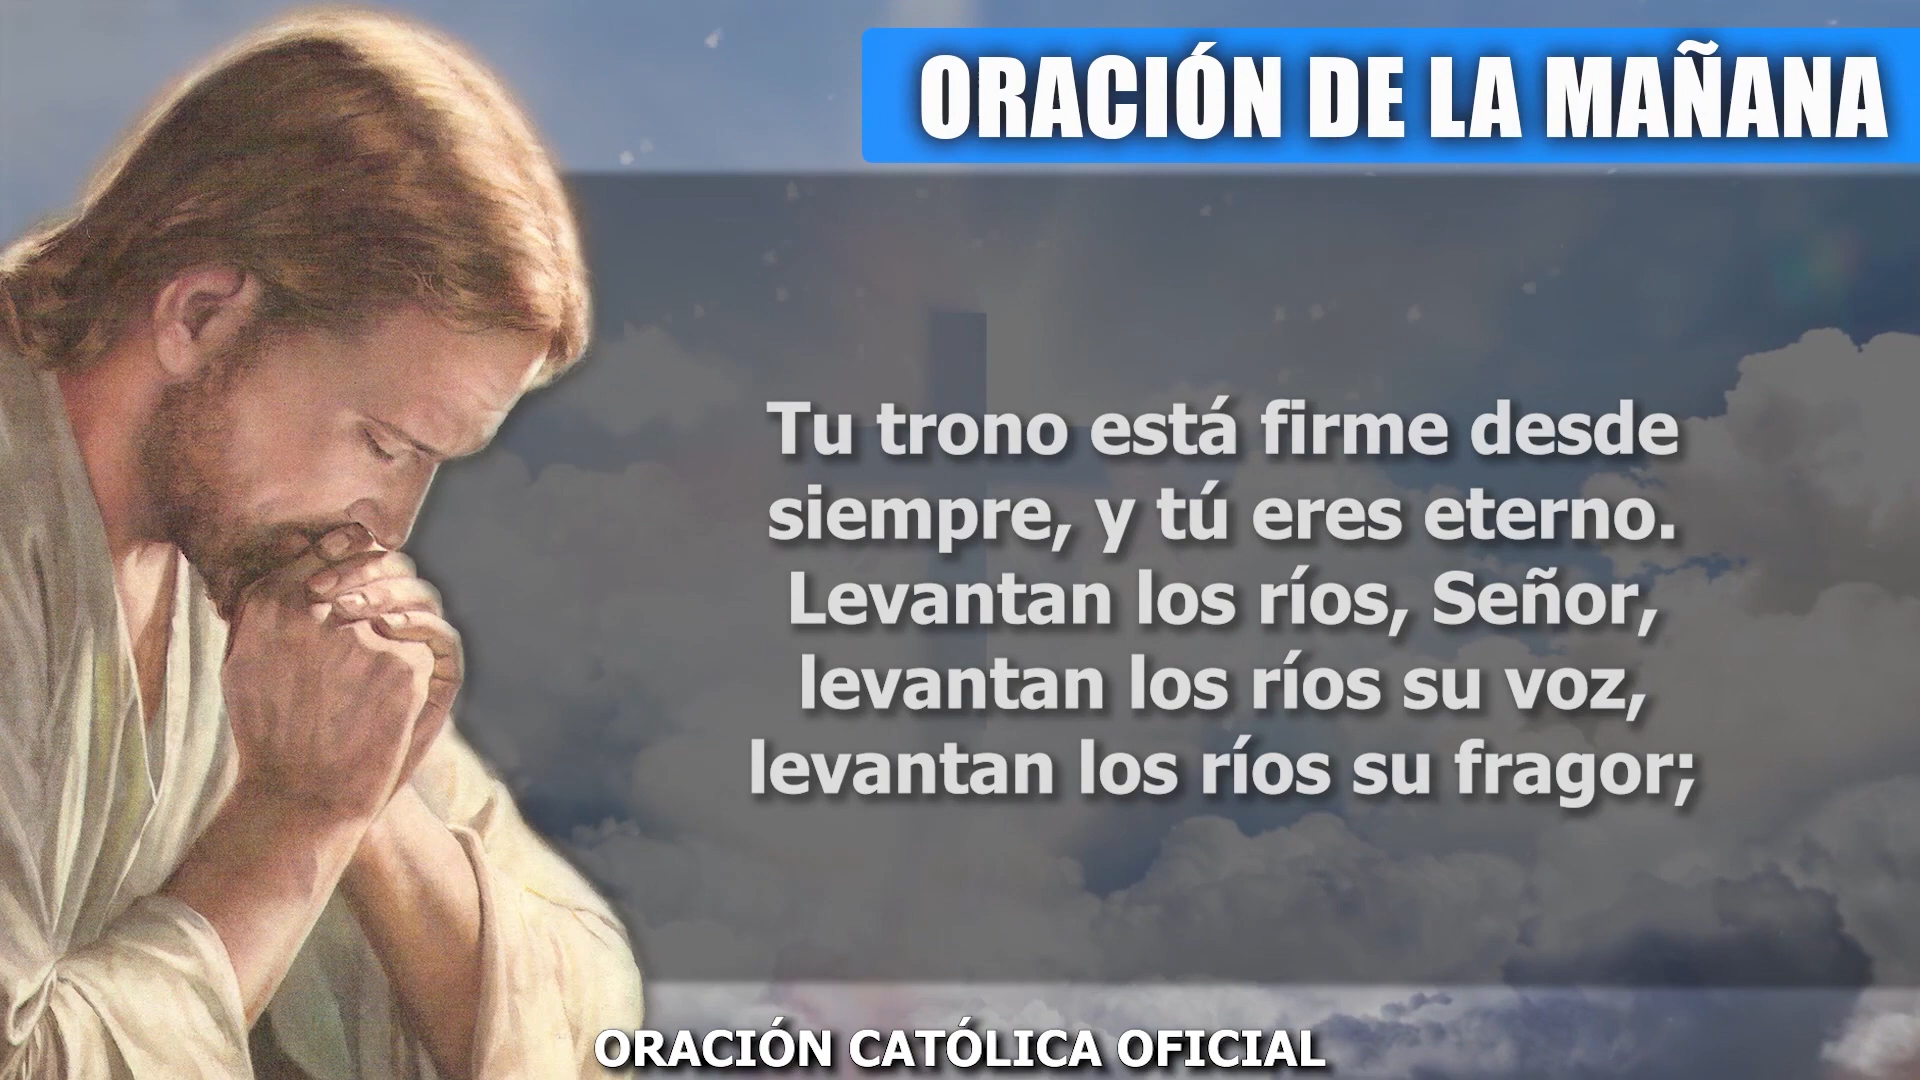 ORACIÓN DE LA MAÑANA
Tu trono está firme desde
siempre, y tú eres eterno.
Levantan los ríos, Señor,
levantan los ríos su voz,
levantan los ríos su fragor;
ORACIÓN CATÓLICA OFICIAL